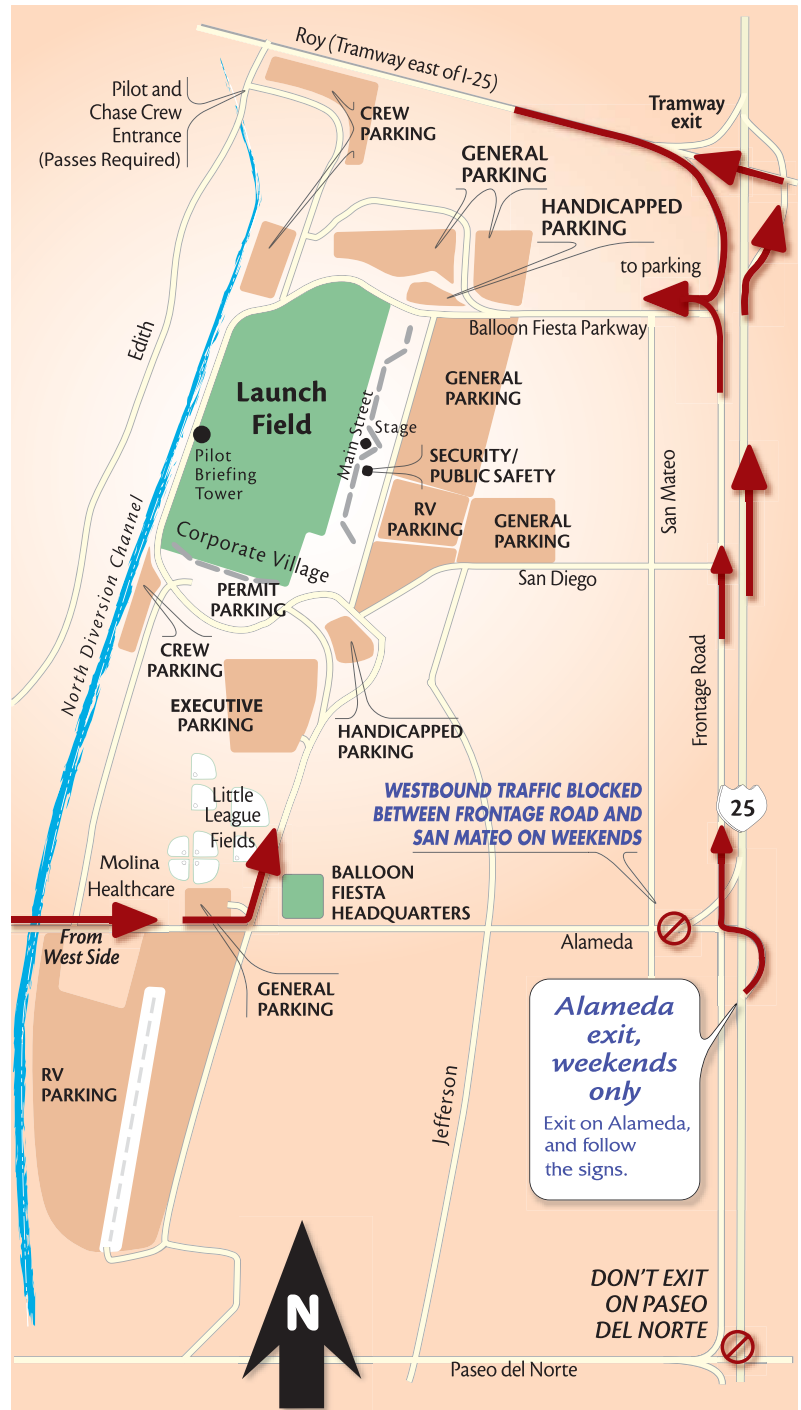 Roy (Tramway east of I-25)
Pilot and
Chase Crew
Entrance
(Passes Required)
CREW
PARKING
Tramway
exit
GENERAL
PARKING
HANDICAPPED
PARKING
to parking
Edith
Balloon Fiesta Parkway
Launch
Field
GENERAL
PARKING
Main Street
Stage
Pilot
Briefing
Tower
SECURITY/
PUBLIC SAFETY
San Mateo
RV
PARKING
GENERAL
PARKING
North Diversion Channel
Corporate Village
San Diego
PERMIT
PARKING
CREW
PARKING
Frontage Road
EXECUTIVE
PARKING
HANDICAPPED
PARKING
WESTBOUND TRAFFIC BLOCKED
BETWEEN FRONTAGE ROAD AND
SAN MATEO ON WEEKENDS
25
Little
League
Fields
Molina
Healthcare
BALLOON
FIESTA
HEADQUARTERS
From
West Side
Alameda
GENERAL
PARKING
Alameda
exit,
weekends
only
Exit on Alameda,
and follow
the signs.
RV
PARKING
Jefferson
DON'T EXIT
ON PASEO
DEL NORTE
N
Paseo del Norte